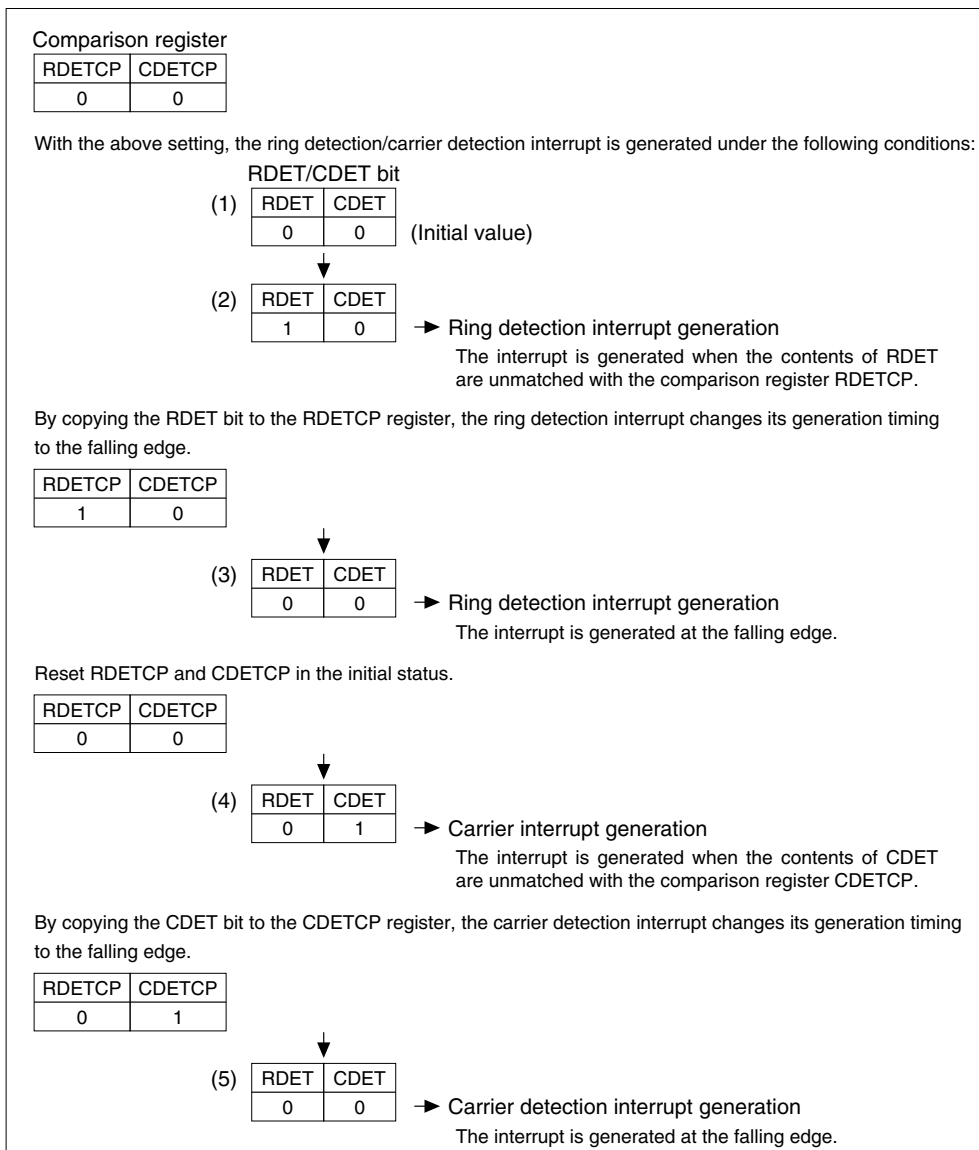 Comparison register
RDETCP CDETCP
0 0
With the above setting, the ring detection/carrier detection interrupt is generated under the following conditions:
RDET/CDET bit
(1) RDET CDET
0 0 (Initial value)
(2) RDET CDET
1 0 Ring detection interrupt generation
The interrupt is generated when the contents of RDET
are unmatched with the comparison register RDETCP.
By copying the RDET bit to the RDETCP register, the ring detection interrupt changes its generation timing
to the falling edge.
RDETCP CDETCP
1 0
(3) RDET CDET
0 0 Ring detection interrupt generation
The interrupt is generated at the falling edge.
Reset RDETCP and CDETCP in the initial status.
RDETCP CDETCP
0 0
(4) RDET CDET
0 1 Carrier interrupt generation
The interrupt is generated when the contents of CDET
are unmatched with the comparison register CDETCP.
By copying the CDET bit to the CDETCP register, the carrier detection interrupt changes its generation timing
to the falling edge.
RDETCP CDETCP
0 1
(5) RDET CDET
0 0 Carrier detection interrupt generation
The interrupt is generated at the falling edge.